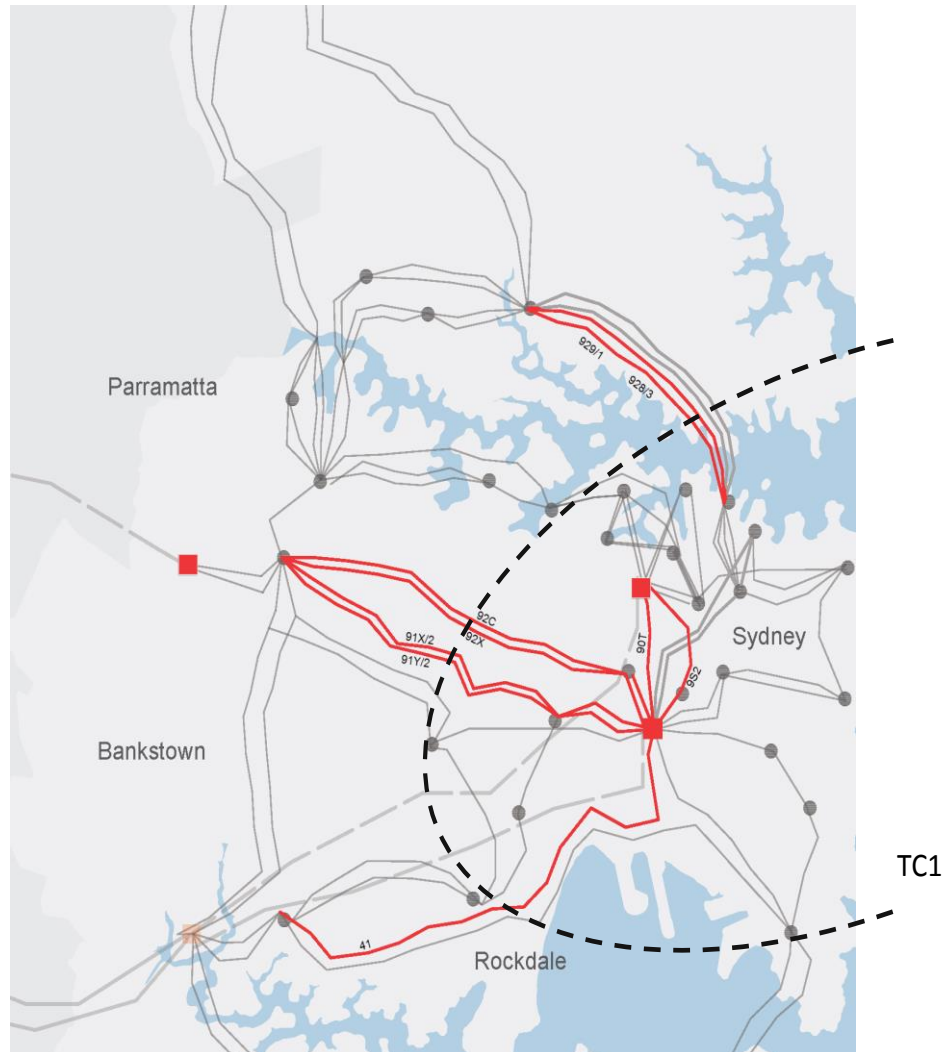 929/1
928/3
Parramatta
92C
92X
91X/2
91Y/2
90T
9S2
Sydney
Bankstown
TC1
41
Rockdale